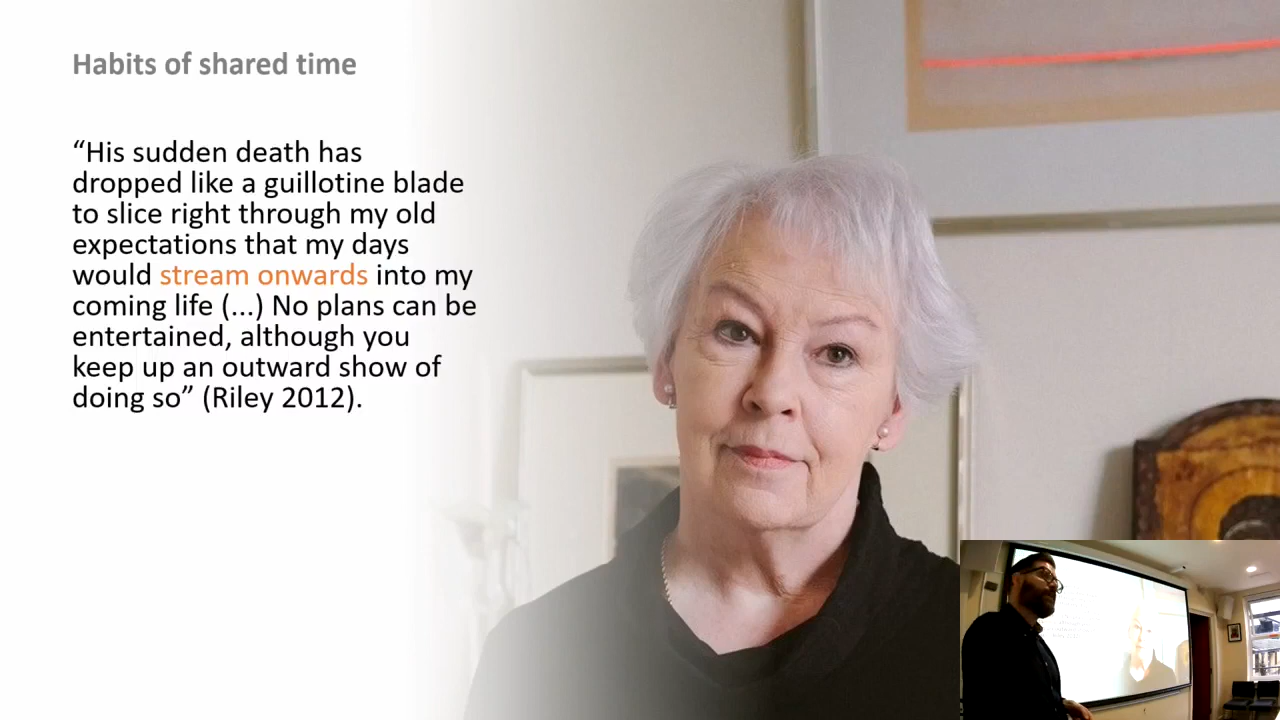 Habits of shared time
“His sudden death has
dropped like a guillotine blade
to slice right through my old
expectations that my days
would stream onwards into my
coming life (...) No plans can be
entertained, although you
keep up an outward show of
doing so” (Riley 2012).